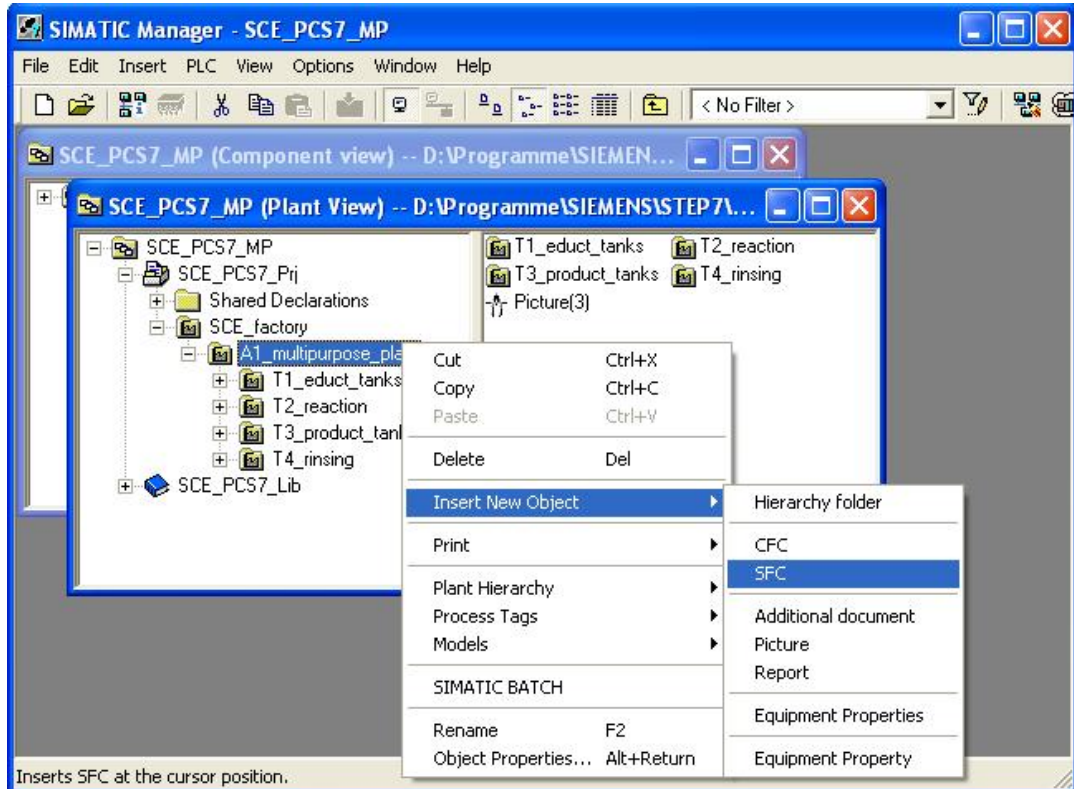 SIMATIC Manager - SCE_PCS7_MP
File Edit Insert PLC View Options Window Help
< No Filter >
SCE_PCS7_MP (Component view) -- D:\Programme\SIEMEN...
SCE_PCS7_MP (Plant View) -- D:\Programme\SIEMENS\STEP7\...
SCE_PCS7_MP
SCE_PCS7_Prj
Shared Declarations
SCE_factory
A1_multipurpose_pla
T1_educt_tanks
T2_reaction
T3_product_tan
T4_rinsing
SCE_PCS7_Lib
T1_educt_tanks T2_reaction
T3_product_tanks T4_rinsing
Picture(3)
Cut Ctrl+X
Copy Ctrl+C
Paste Ctrl+V
Delete Del
Insert New Object
Print
Plant Hierarchy
Process Tags
Models
SIMATIC BATCH
Rename F2
Object Properties... Alt+Return
Hierarchy folder
CFC
SFC
Additional document
Picture
Report
Equipment Properties
Equipment Property
Inserts SFC at the cursor position.